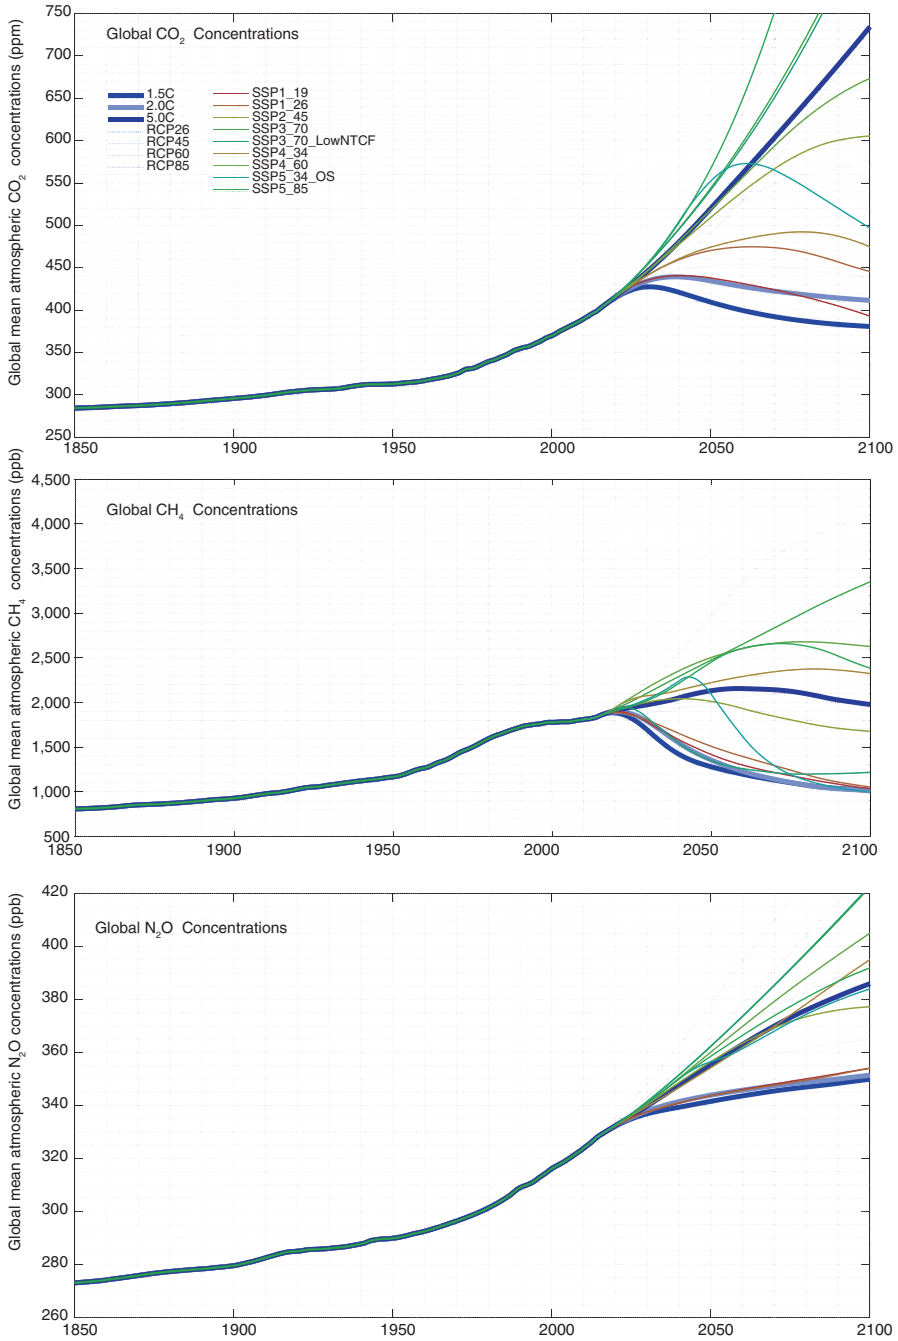 Global CO2 Concentrations
Global mean atmospheric CO2 concentrations (ppm)
750
700
650
600
550
500
450
400
350
300
250
1.5C
2.0C
5.0C
RCP26
RCP45
RCP60
RCP85
SSP1_19
SSP1_26
SSP2_45
SSP3_70
SSP3_70_LowNTCF
SSP4_34
SSP4_60
SSP5_34_OS
SSP5_85
1850 1900 1950 2000 2050 2100
Global CH4 Concentrations
Global mean atmospheric CH4 concentrations (ppb)
4,500
4,000
3,500
3,000
2,500
2,000
1,500
1,000
500
1850 1900 1950 2000 2050 2100
Global N2O Concentrations
Global mean atmospheric N2O concentrations (ppb)
420
400
380
360
340
320
300
280
260
1850 1900 1950 2000 2050 2100